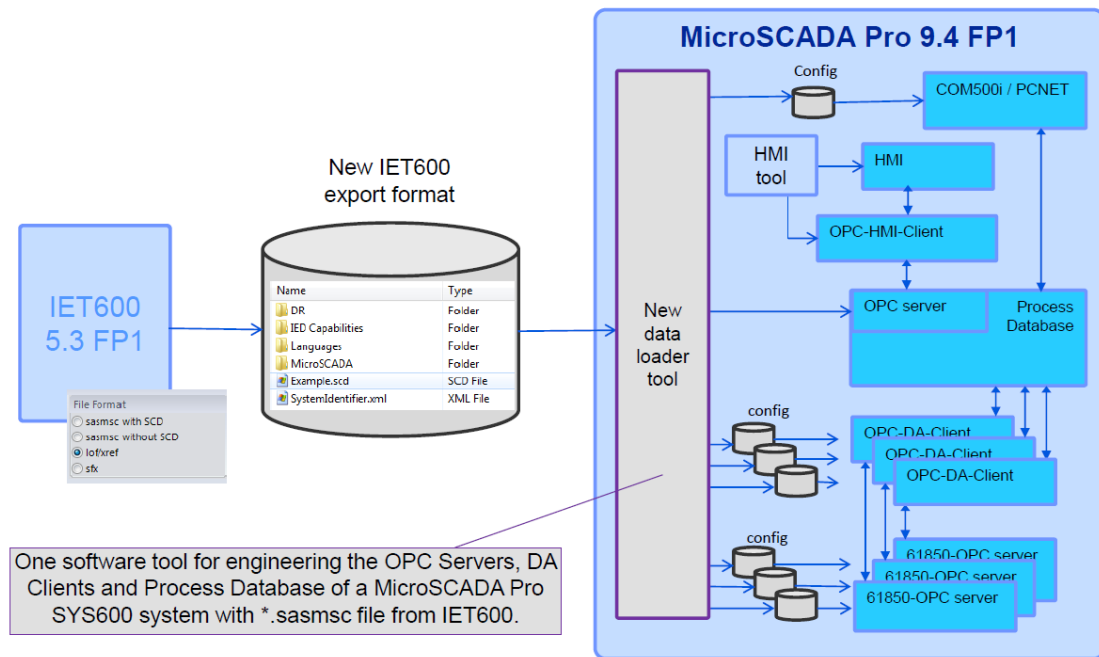 MicroSCADA Pro 9.4 FP1
Config
COM500i / PCNET
HMI
tool
HMI
OPC-HMI-Client
New IET600
export format
IET600
5.3 FP1
Name Type
DR Folder
IED Capabilities Folder
Languages Folder
MicroSCADA Folder
Example.scd SCD File
SystemIdentifier.xml XML File
File Format
sasmsc with SCD
sasmsc without SCD
lof/xref
sfx
New
data
loader
tool
OPC server
Process
Database
config
OPC-DA-Client
OPC-DA-Client
OPC-DA-Client
config
61850-OPC server
61850-OPC server
61850-OPC server
One software tool for engineering the OPC Servers, DA
Clients and Process Database of a MicroSCADA Pro
SYS600 system with *.sasmsc file from IET600.